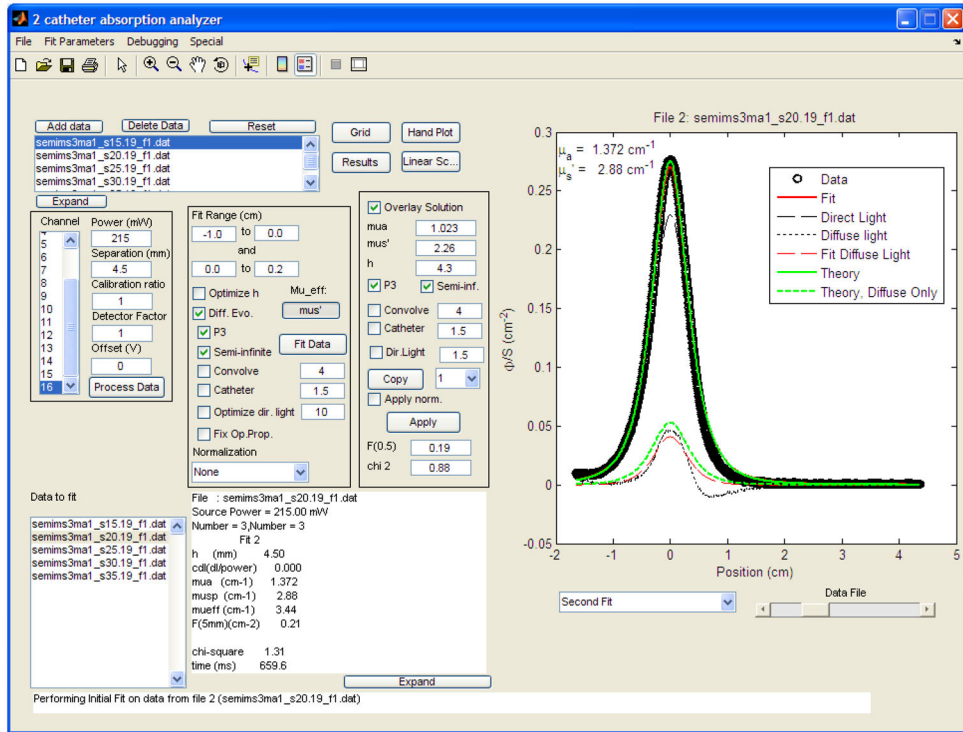 2 catheter absorption analyzer
File Fit Parameters Debugging Special
Add data Delete Data Reset
semims3ma1_s15.19_f1.dat
semims3ma1_s20.19_f1.dat
semims3ma1_s25.19_f1.dat
semims3ma1_s30.19_f1.dat
Expand
Grid Hand Plot
Results Linear Sc...
Channel
5
6
7
8
9
10
11
12
13
14
15
16
Power (mW)
215
Separation (mm)
4.5
Calibration ratio
1
Detector Factor
1
Offset (V)
0
Process Data
Fit Range (cm)
-1.0 to 0.0
and
0.0 to 0.2
Optimize h Mu_eff:
Diff. Evo. mus'
P3
Semi-infinite Fit Data
Convolve 4
Catheter 1.5
Optimize dir. light 10
Fix Op.Prop.
Normalization
None
Overlay Solution
mua 1.023
mus' 2.26
h 4.3
P3 Semi-inf.
Convolve 4
Catheter 1.5
Dir.Light 1.5
Copy 1
Apply norm.
Apply
F(0.5) 0.19
chi 2 0.88
File 2: semims3ma1_s20.19_f1.dat
μa = 1.372 cm-1
μs' = 2.88 cm-1
Data
Fit
Direct Light
Diffuse light
Fit Diffuse Light
Theory
Theory, Diffuse Only
0.3
0.25
0.2
0.15
0.1
0.05
0
-0.05
Φ/S (cm-2)
-2 -1 0 1 2 3 4 5
Position (cm)
Second Fit
Data File
Data to fit
semims3ma1_s15.19_f1.dat
semims3ma1_s20.19_f1.dat
semims3ma1_s25.19_f1.dat
semims3ma1_s30.19_f1.dat
semims3ma1_s35.19_f1.dat
File : semims3ma1_s20.19_f1.dat
Source Power = 215.00 mW
Number = 3,Number = 3
Fit 2
h (mm) 4.50
cdl(dl/power) 0.000
mua (cm-1) 1.372
musp (cm-1) 2.88
mueff (cm-1) 3.44
F(5mm)(cm-2) 0.21
chi-square 1.31
time (ms) 659.6
Expand
Performing Initial Fit on data from file 2 (semims3ma1_s20.19_f1.dat)